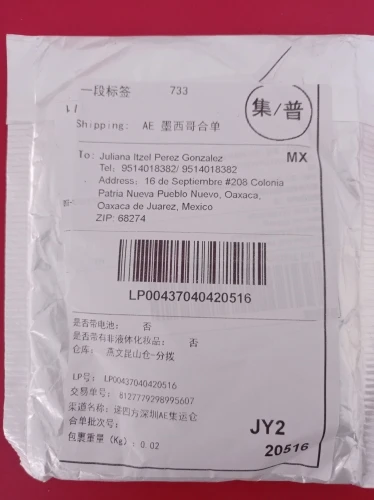 一段标签 733
集/普
Shipping: AE 墨西哥合单
To: Juliana Itzel Perez Gonzalez MX
Tel: 9514018382/ 9514018382
Address: 16 de Septiembre #208 Colonia
Patria Nueva Pueblo Nuevo, Oaxaca,
Oaxaca de Juarez, Mexico
ZIP: 68274
LP00437040420516
是否带电池: 否
是否带有非液体化妆品: 否
仓库: 燕文昆山仓-分拨
LP号: LP00437040420516
交易单号: 8127779298995607
渠道名称: 递四方深圳AE集运仓
合单批次号:
包裹重量(Kg): 0.02
JY2
20516